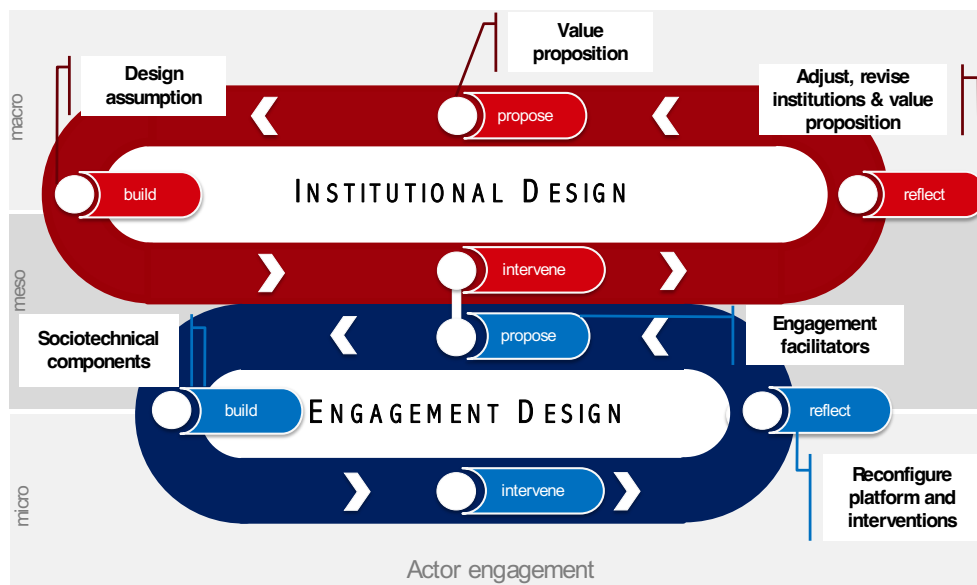 Value
proposition
Design
assumption
Adjust, revise
institutions & value
proposition
macro
propose
build
INSTITUTIONAL DESIGN
reflect
meso
intervene
Sociotechnical
components
propose
Engagement
facilitators
build
ENGAGEMENT DESIGN
reflect
micro
intervene
Reconfigure
platform and
interventions
Actor engagement